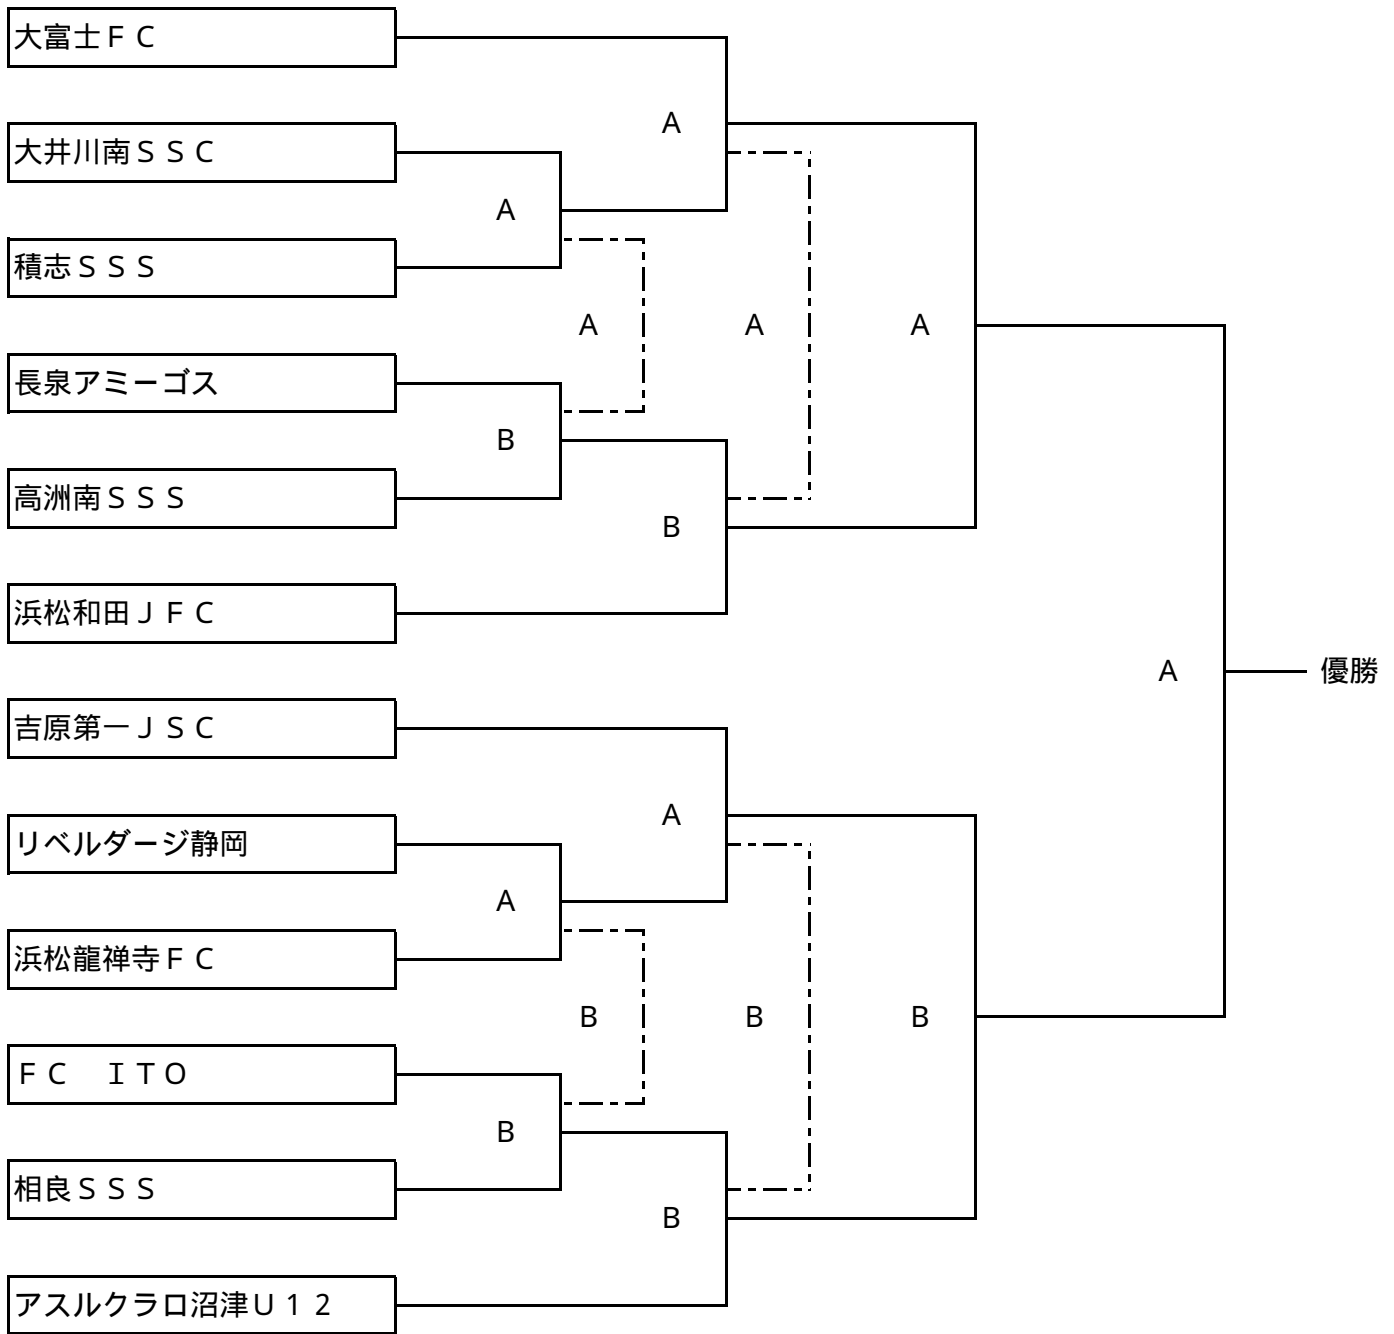 大富士ＦＣ
A
大井川南ＳＳＣ
A
積志ＳＳＳ
A A A
長泉アミーゴス
B
高洲南ＳＳＳ
B
浜松和田ＪＦＣ
A 優勝
吉原第一ＪＳＣ
A
リベルダージ静岡
A
浜松龍禅寺ＦＣ
B B B
ＦＣ　ＩＴＯ
B
相良ＳＳＳ
B
アスルクラロ沼津Ｕ１２